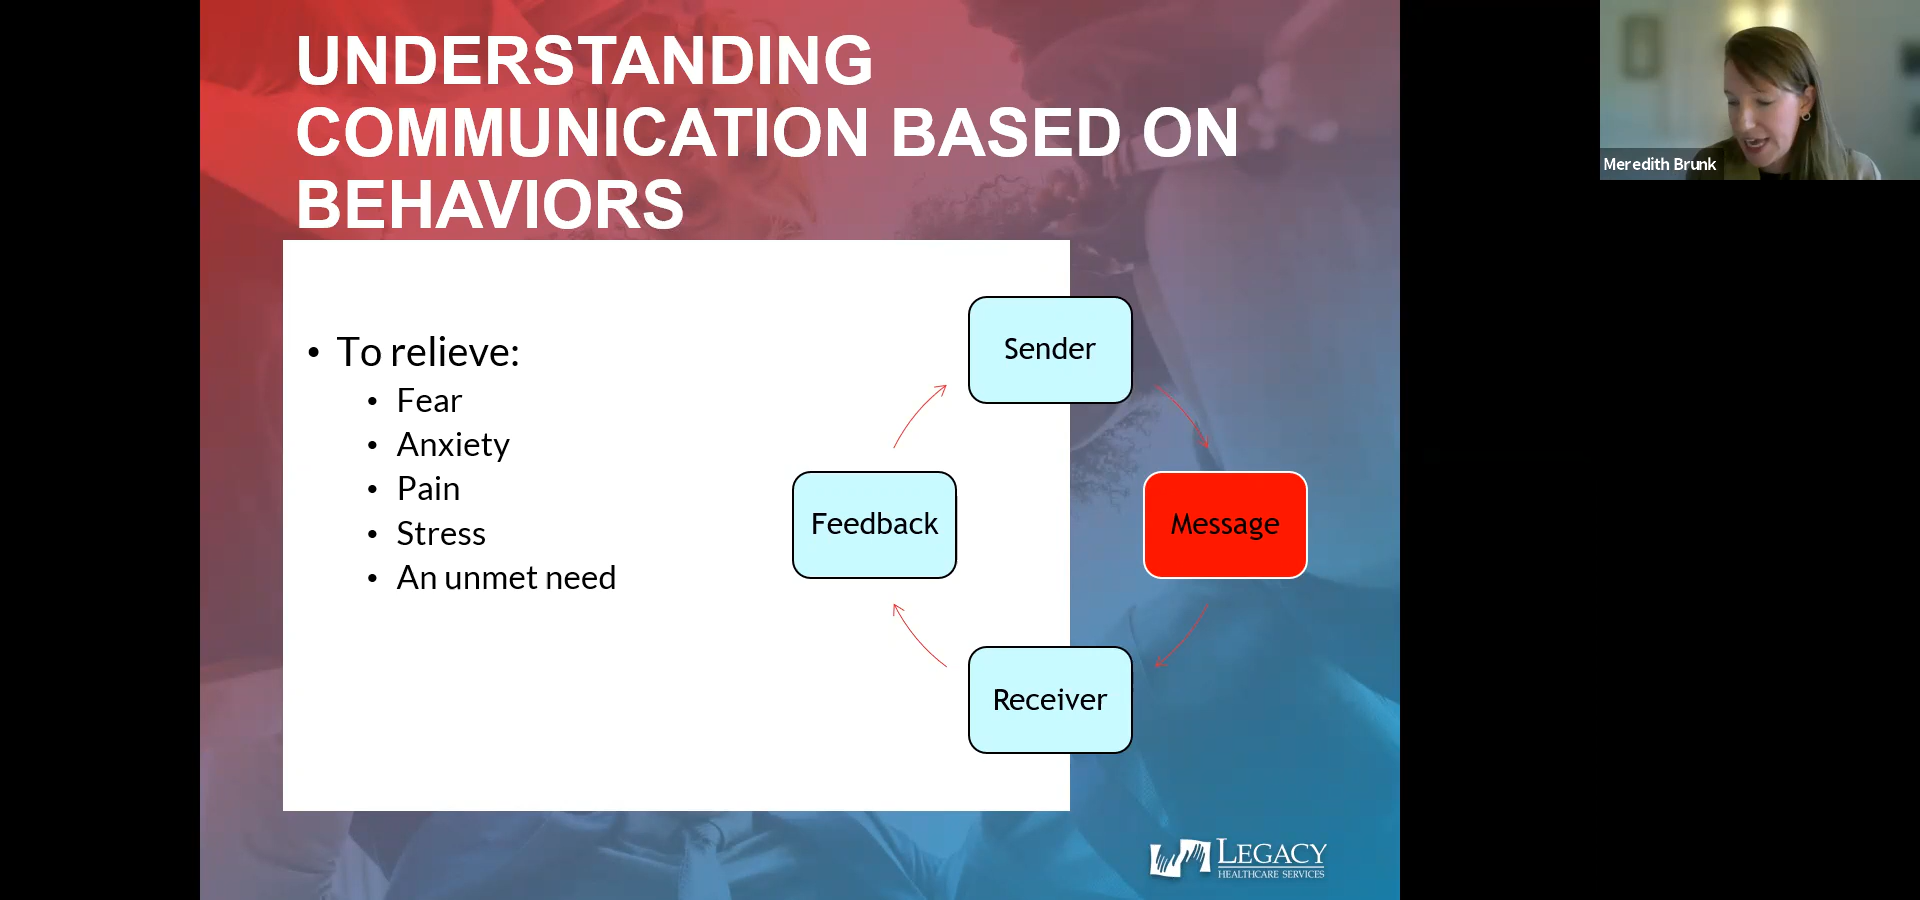 UNDERSTANDING
COMMUNICATION BASED ON
BEHAVIORS
• To relieve:
• Fear
• Anxiety
• Pain
• Stress
• An unmet need
Sender
Message
Receiver
Feedback
LEGACY
HEALTHCARE SERVICES
Meredith Brunk